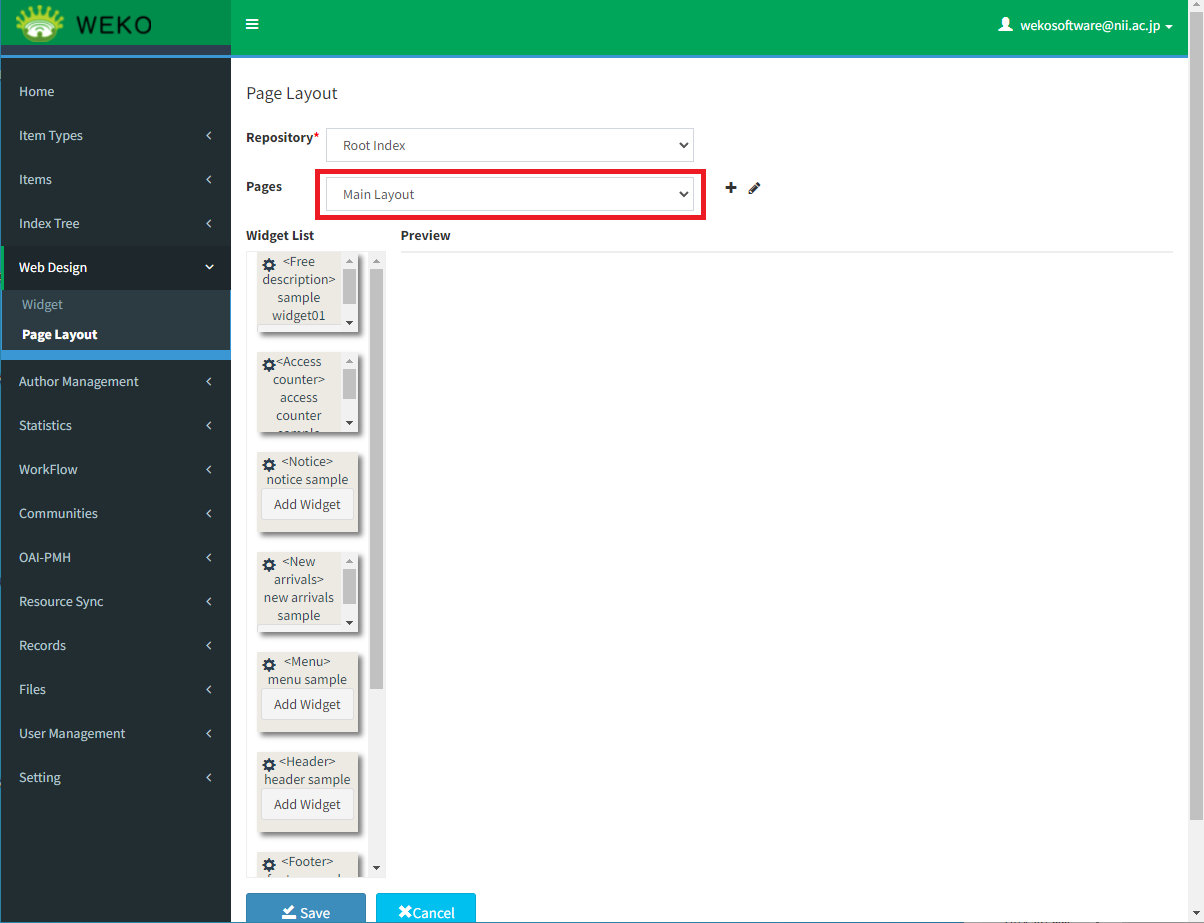 WEKO
wekosoftware@nii.ac.jp
Home
Item Types
Items
Index Tree
Web Design
Widget
Page Layout
Author Management
Statistics
WorkFlow
Communities
OAI-PMH
Resource Sync
Records
Files
User Management
Setting
Page Layout
Repository*
Root Index
Pages
Main Layout
Widget List
Preview
<Free
description>
sample
widget01
<Access
counter>
access
counter
sample
<Notice>
notice sample
Add Widget
<New
arrivals>
new arrivals
sample
<Menu>
menu sample
Add Widget
<Header>
header sample
Add Widget
<Footer>
Save
Cancel